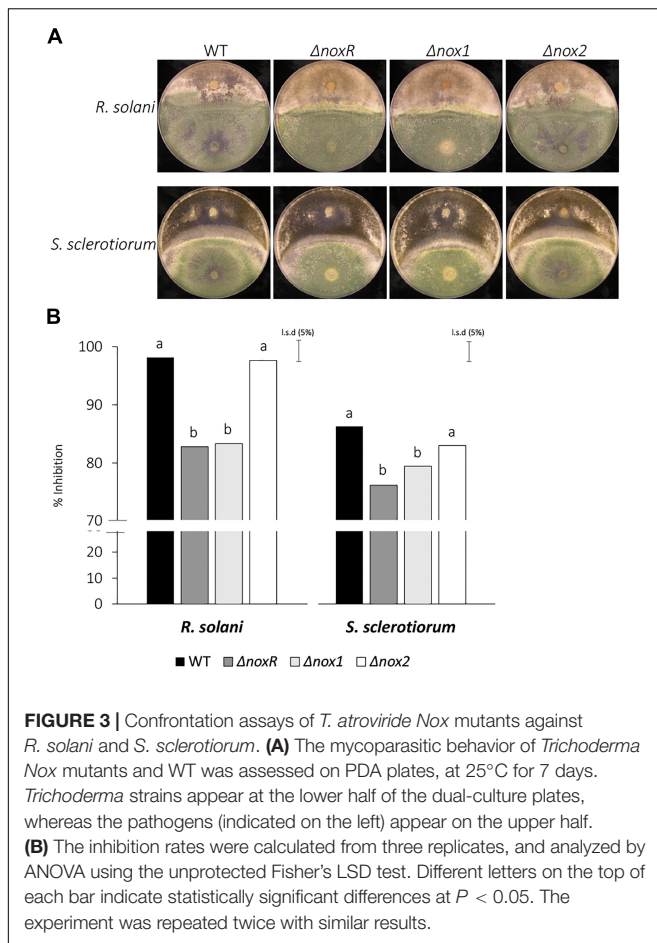 A
WT ΔnoxR Δnox1 Δnox2
R. solani
S. sclerotiorum
B
l.s.d (5%) l.s.d (5%)
100
90
80
70
% Inhibition
30
20
10
0
a b b a
a b b a
R. solani S. sclerotiorum
WT ΔnoxR Δnox1 Δnox2
FIGURE 3 | Confrontation assays of T. atroviride Nox mutants against
R. solani and S. sclerotiorum. (A) The mycoparasitic behavior of Trichoderma
Nox mutants and WT was assessed on PDA plates, at 25°C for 7 days.
Trichoderma strains appear at the lower half of the dual-culture plates,
whereas the pathogens (indicated on the left) appear on the upper half.
(B) The inhibition rates were calculated from three replicates, and analyzed by
ANOVA using the unprotected Fisher's LSD test. Different letters on the top of
each bar indicate statistically significant differences at P < 0.05. The
experiment was repeated twice with similar results.